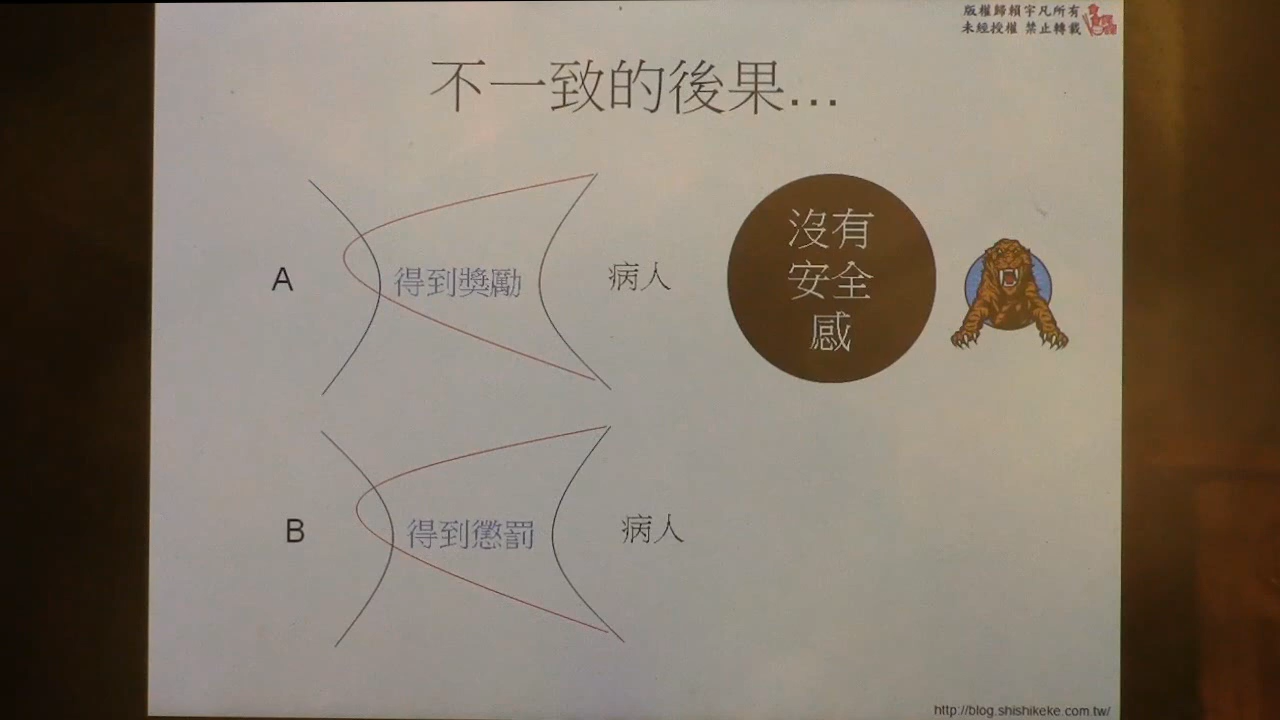 版權歸賴宇凡所有
未經授權 禁止轉載
不一致的後果...
A
得到獎勵
病人
沒有
安全
感
B
得到懲罰
病人
http://blog.shishikeke.com.tw/